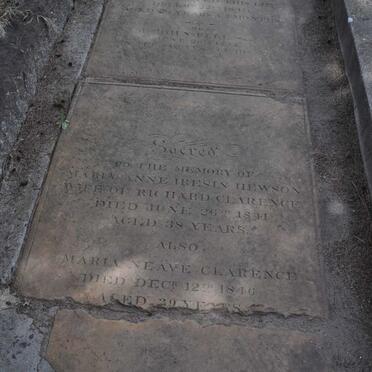 Sacred
TO THE MEMORY OF
MARIA ANNE IRESIN HEWSON
WIFE OF RICHARD CLARENCE
DIED JUNE 26TH 1841
AGED 38 YEARS.
ALSO
MARIA NEAVE CLARENCE
DIED DECR 12TH 1846
AGED 22 YEARS